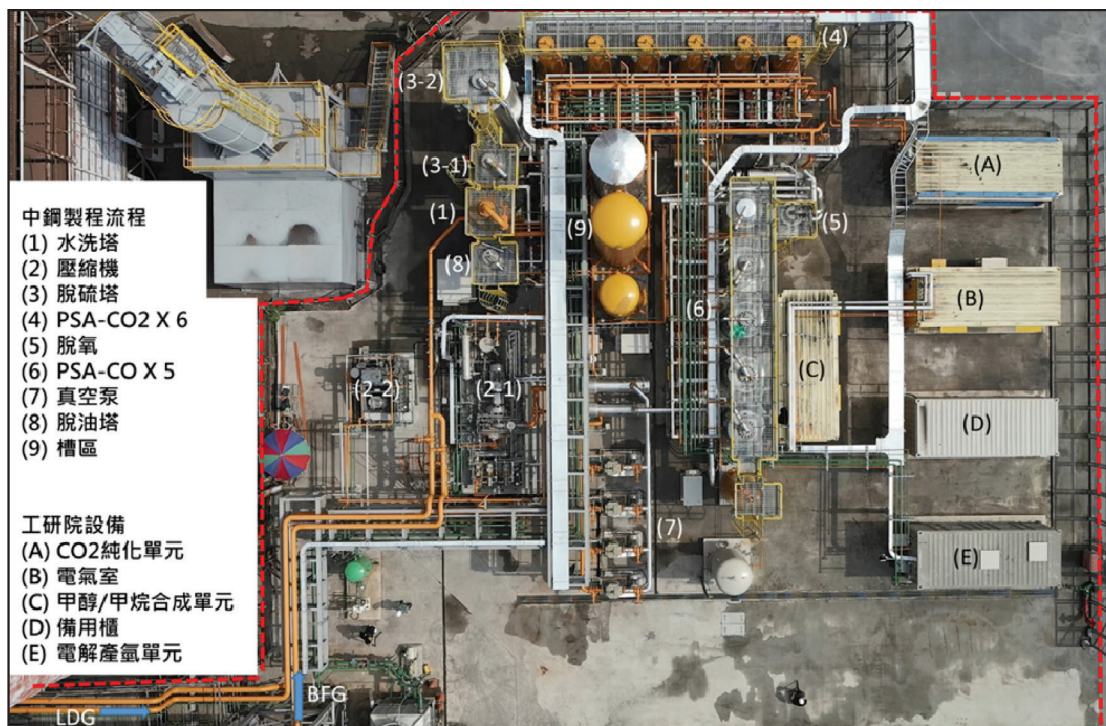 中鋼製程流程
(1) 水洗塔
(2) 壓縮機
(3) 脫硫塔
(4) PSA-CO2 X 6
(5) 脫氧
(6) PSA-CO X 5
(7) 真空泵
(8) 脫油塔
(9) 槽區
工研院設備
(A) CO2純化單元
(B) 電氣室
(C) 甲醇/甲烷合成單元
(D) 備用櫃
(E) 電解產氫單元
(4)
(3-2)
(3-1)
(A)
(1)
(9)
(5)
(8)
(6)
(B)
(2-2)
(2-1)
(C)
(D)
(7)
(E)
BFG
LDG